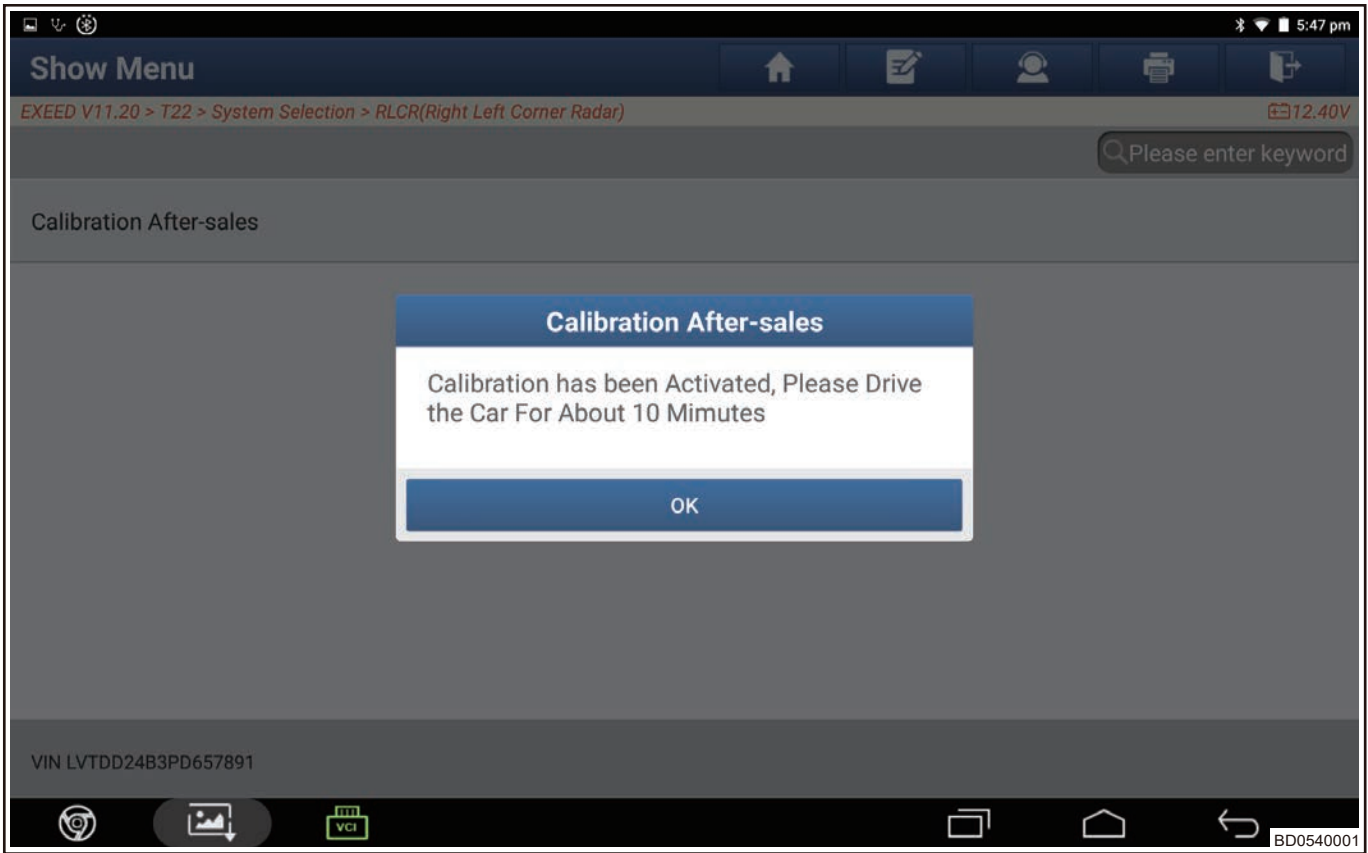 5:47 pm
Show Menu
EXEED V11.20 > T22 > System Selection > RLCR(Right Left Corner Radar)
12.40V
Please enter keyword
Calibration After-sales
Calibration After-sales
Calibration has been Activated, Please Drive
the Car For About 10 Mimutes
OK
VIN LVTDD24B3PD657891
VCI
BD0540001